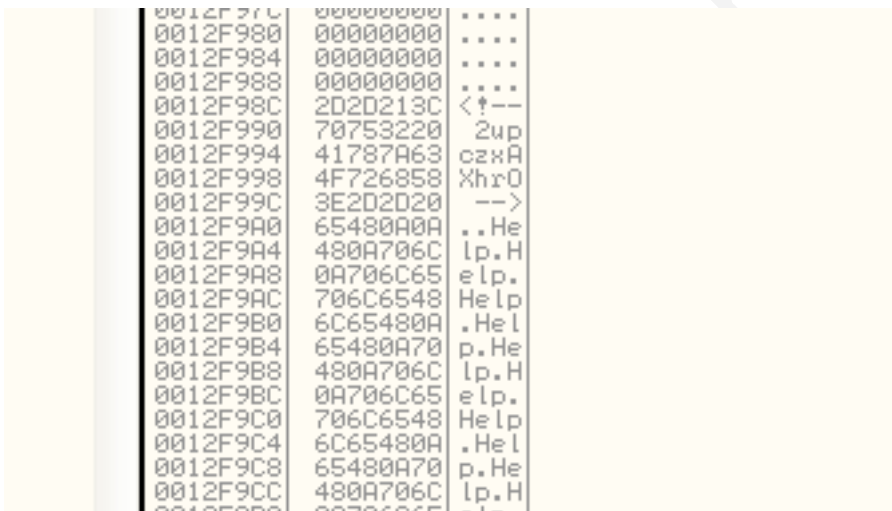 0012F97C 00000000 ....
0012F980 00000000 ....
0012F984 00000000 ....
0012F988 00000000 ....
0012F98C 2D2D213C <!--
0012F990 70753220  2up
0012F994 41787A63 czxA
0012F998 4F726858 XhrO
0012F99C 3E2D2D20  -->
0012F9A0 65480A0A ..He
0012F9A4 480A706C lp.H
0012F9A8 0A706C65 elp.
0012F9AC 706C6548 Help
0012F9B0 6C65480A .Hel
0012F9B4 65480A70 p.He
0012F9B8 480A706C lp.H
0012F9BC 0A706C65 elp.
0012F9C0 706C6548 Help
0012F9C4 6C65480A .Hel
0012F9C8 65480A70 p.He
0012F9CC 480A706C lp.H